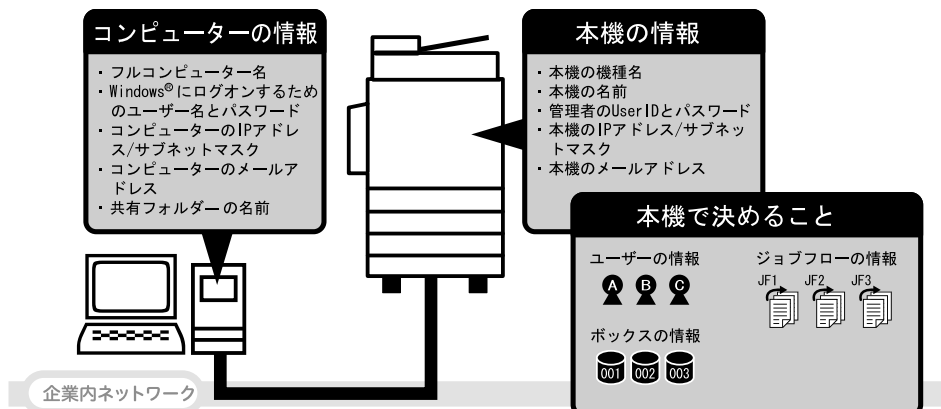 コンピューターの情報
・フルコンピューター名
・Windows®にログオンするため
のユーザー名とパスワード
・コンピューターのIPアドレ
ス/サブネットマスク
・コンピューターのメールア
ドレス
・共有フォルダーの名前
本機の情報
・本機の機種名
・本機の名前
・管理者のUserIDとパスワード
・本機のIPアドレス/サブネッ
トマスク
・本機のメールアドレス
本機で決めること
ユーザーの情報
A B C
ボックスの情報
001 002 003
ジョブフローの情報
JF1 JF2 JF3
企業内ネットワーク